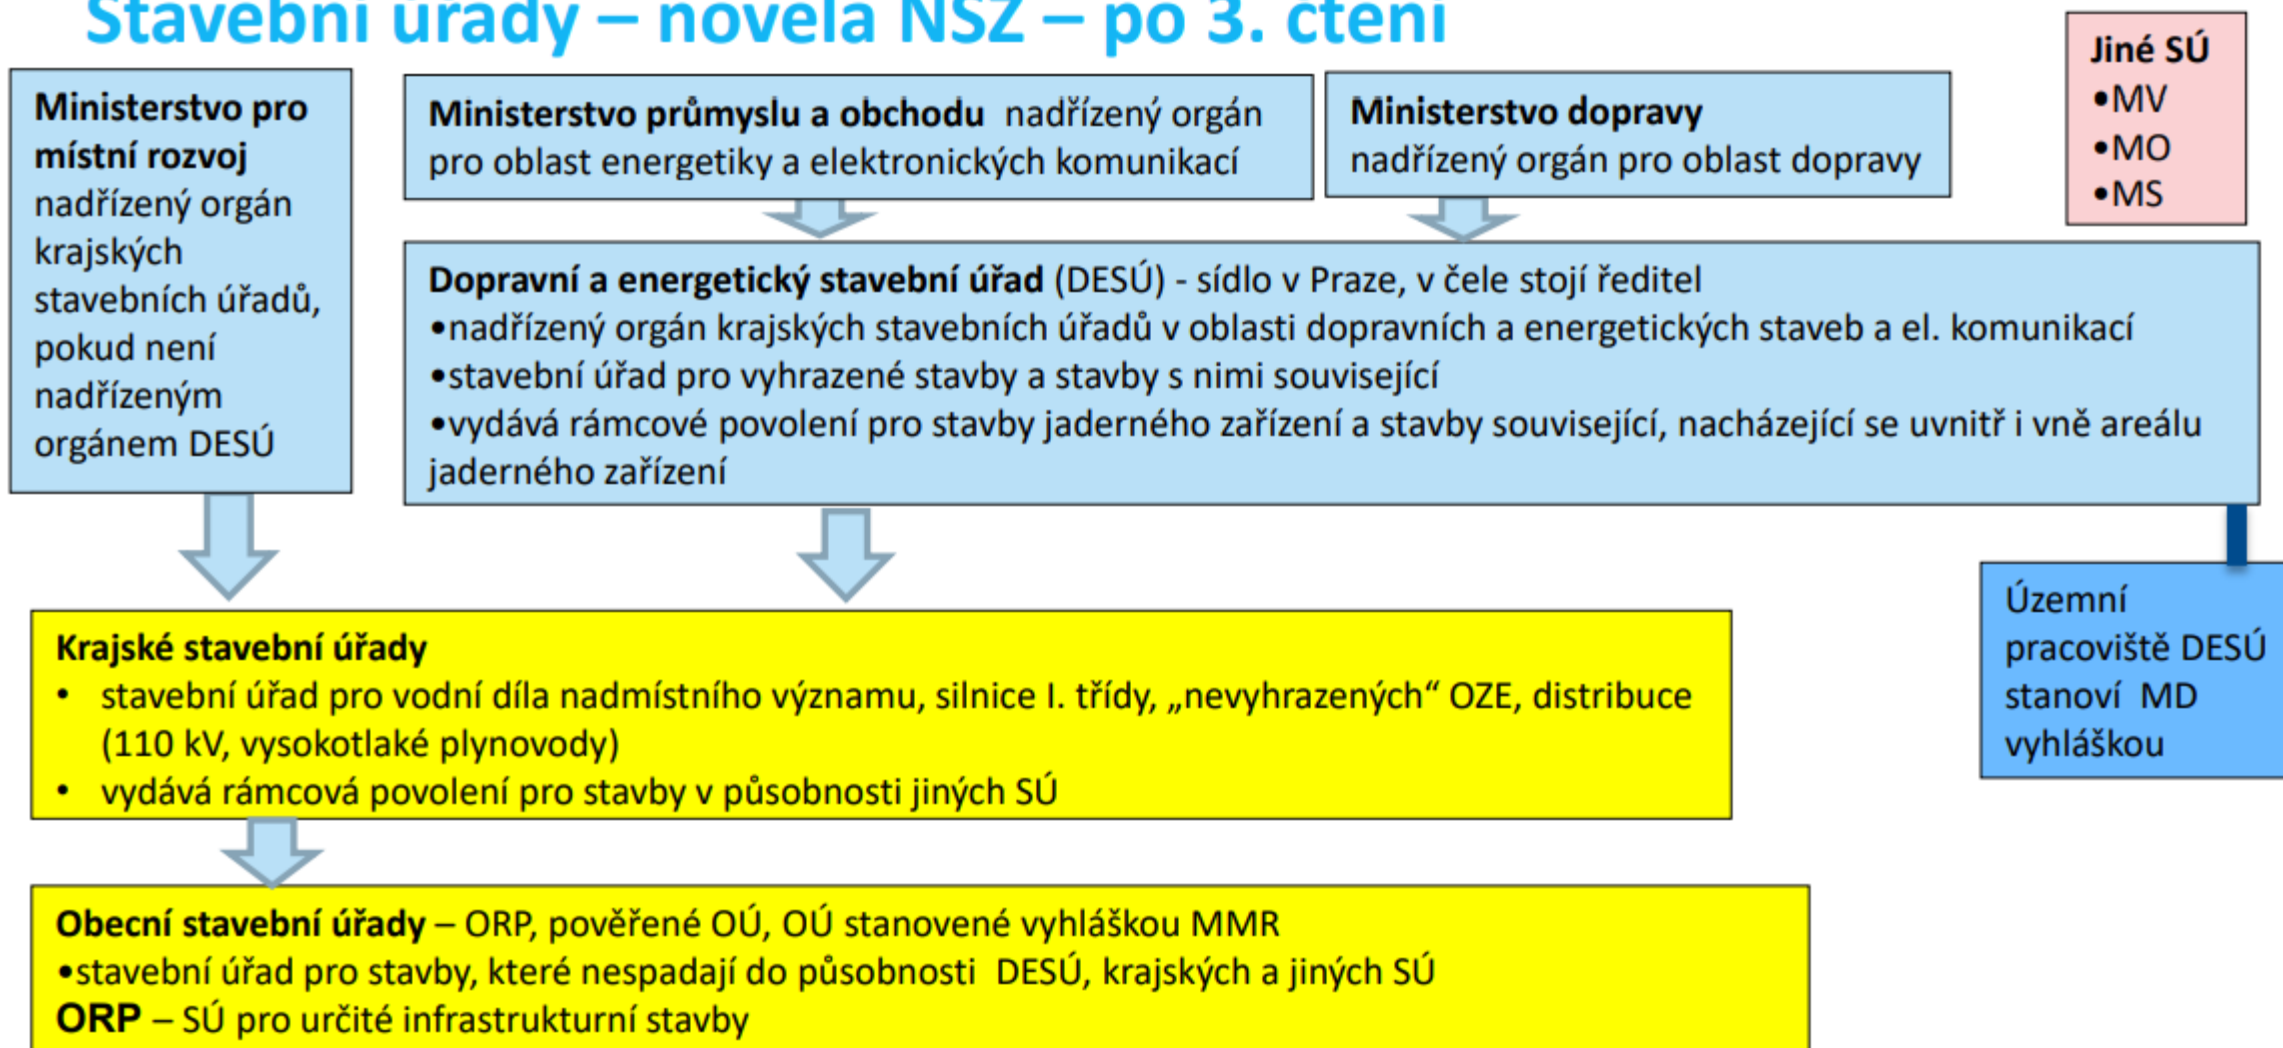 Stavební úřady – novela NSZ – po 3. čtení
Ministerstvo pro
místní rozvoj
nadřízený orgán
krajských
stavebních úřadů,
pokud není
nadřízeným
orgánem DESÚ
Ministerstvo průmyslu a obchodu nadřízený orgán
pro oblast energetiky a elektronických komunikací
Ministerstvo dopravy
nadřízený orgán pro oblast dopravy
Jiné SÚ
•MV
•MO
•MS
Dopravní a energetický stavební úřad (DESÚ) - sídlo v Praze, v čele stojí ředitel
•nadřízený orgán krajských stavebních úřadů v oblasti dopravních a energetických staveb a el. komunikací
•stavební úřad pro vyhrazené stavby a stavby s nimi související
•vydává rámcové povolení pro stavby jaderného zařízení a stavby související, nacházející se uvnitř i vně areálu
jaderného zařízení
Územní
pracoviště DESÚ
stanoví MD
vyhláškou
Krajské stavební úřady
• stavební úřad pro vodní díla nadmístního významu, silnice I. třídy, „nevyhrazených“ OZE, distribuce
(110 kV, vysokotlaké plynovody)
• vydává rámcová povolení pro stavby v působnosti jiných SÚ
Obecní stavební úřady – ORP, pověřené OÚ, OÚ stanovené vyhláškou MMR
•stavební úřad pro stavby, které nespadají do působnosti DESÚ, krajských a jiných SÚ
ORP – SÚ pro určité infrastrukturní stavby